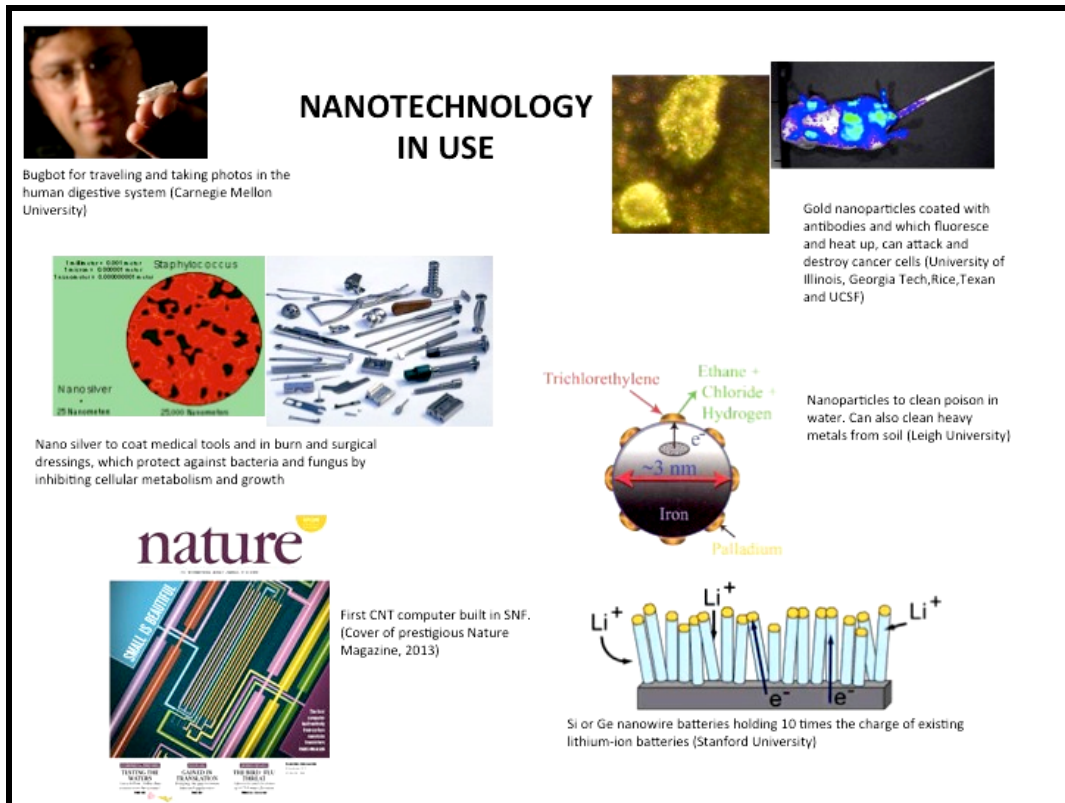 NANOTECHNOLOGY
IN USE
Bugbot for traveling and taking photos in the
human digestive system (Carnegie Mellon
University)
Gold nanoparticles coated with
antibodies and which fluoresce
and heat up, can attack and
destroy cancer cells (University of
Illinois, Georgia Tech,Rice,Texan
and UCSF)
Staphylococcus
Nanosilver
25 Nanometers
25,000 Nanometers
Nano silver to coat medical tools and in burn and surgical
dressings, which protect against bacteria and fungus by
inhibiting cellular metabolism and growth
Trichlorethylene
Ethane +
Chloride +
Hydrogen
e-
~3 nm
Iron
Palladium
Nanoparticles to clean poison in
water. Can also clean heavy
metals from soil (Leigh University)
nature
SMALL IS BEAUTIFUL
TESTING THE
WATERS
GAINED IN
TRANSLATION
THE BIRD FLU
THREAT
First CNT computer built in SNF.
(Cover of prestigious Nature
Magazine, 2013)
Li+
Li+
Li+
e-
e-
Si or Ge nanowire batteries holding 10 times the charge of existing
lithium-ion batteries (Stanford University)